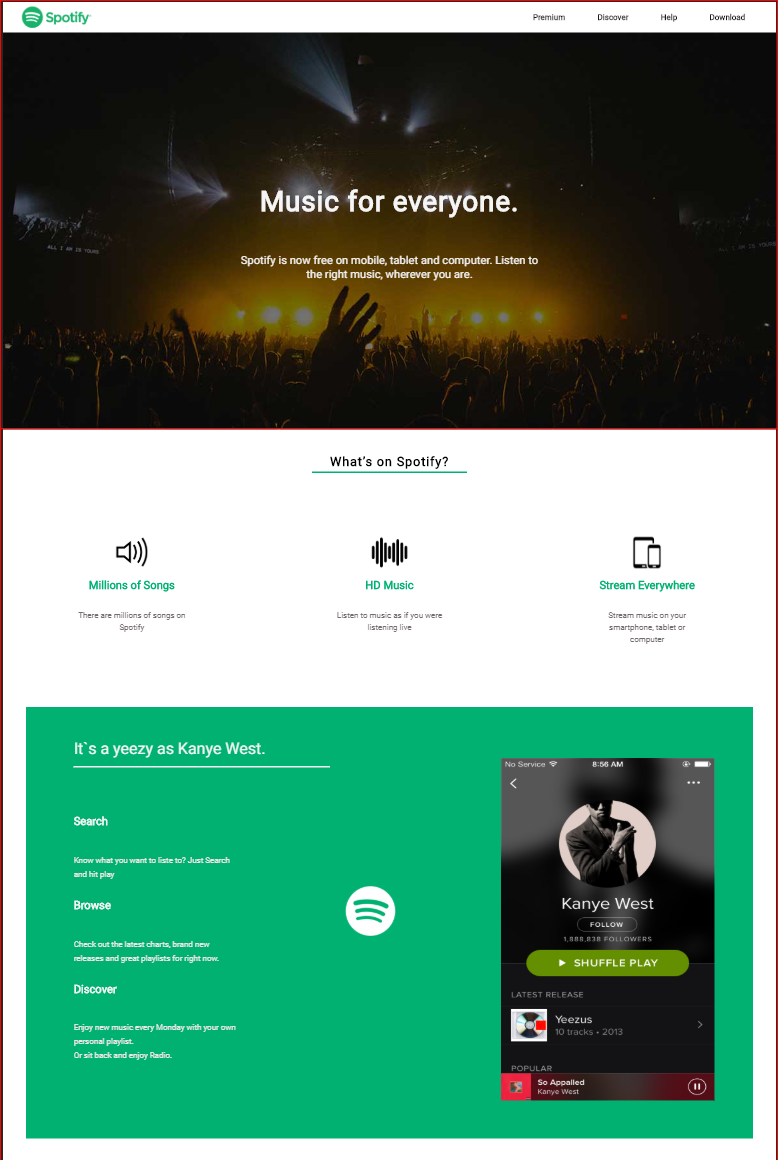 Spotify
Premium
Discover
Help
Download
Music for everyone.
ALL I AM IS YOURS
ALL I AM IS YOURS
Spotify is now free on mobile, tablet and computer. Listen to
the right music, wherever you are.
What's on Spotify?
Millions of Songs
There are millions of songs on
Spotify
HD Music
Listen to music as if you were
listening live
Stream Everywhere
Stream music on your
smartphone, tablet or
computer
It`s a yeezy as Kanye West.
Search
Know what you want to liste to? Just Search
and hit play
Browse
Check out the latest charts, brand new
releases and great playlists for right now.
Discover
Enjoy new music every Monday with your own
personal playlist.
Or sit back and enjoy Radio.
No Service
8:56 AM
Kanye West
FOLLOW
1,888,838 FOLLOWERS
SHUFFLE PLAY
LATEST RELEASE
Yeezus
10 tracks • 2013
POPULAR
So Appalled
Kanye West